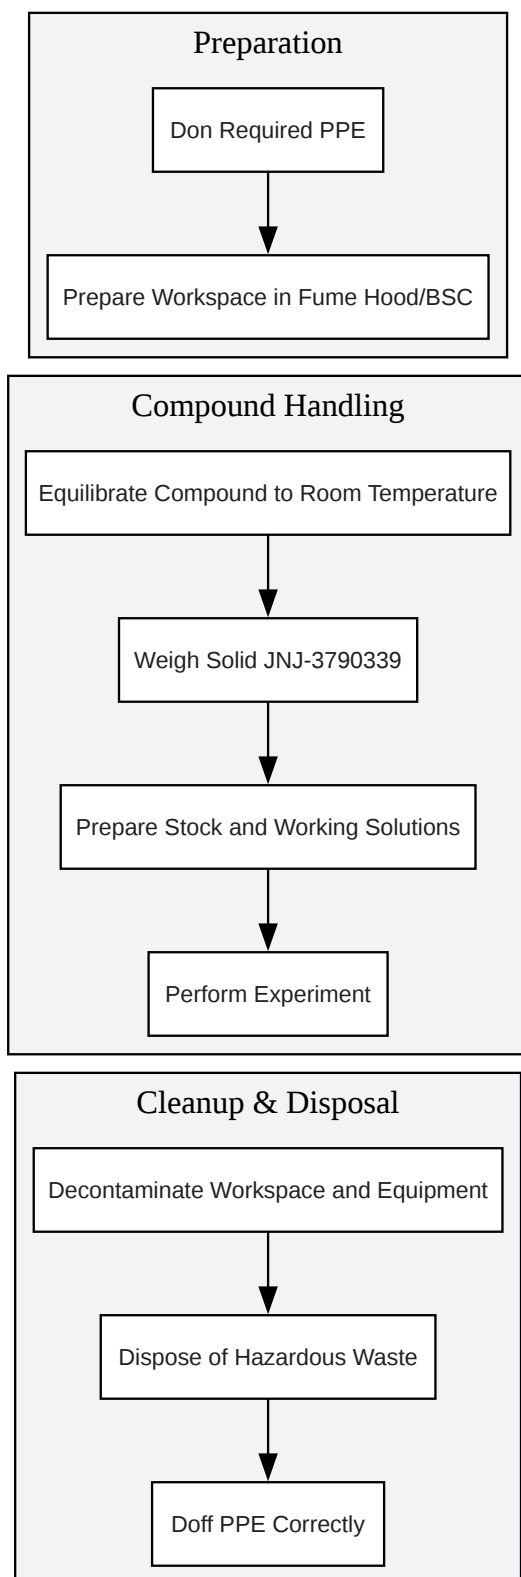 Preparation
Don Required PPE
Prepare Workspace in Fume Hood/BSC
Compound Handling
Equilibrate Compound to Room Temperature
Weigh Solid JNJ-3790339
Prepare Stock and Working Solutions
Perform Experiment
Cleanup & Disposal
Decontaminate Workspace and Equipment
Dispose of Hazardous Waste
Doff PPE Correctly